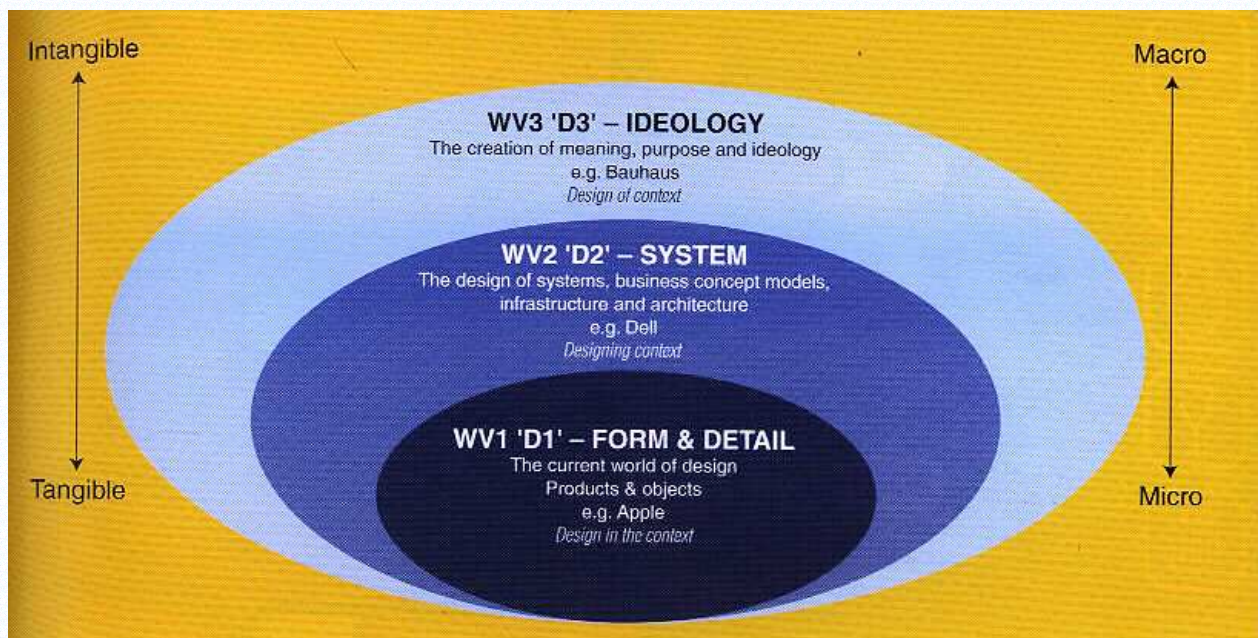 Intangible
Macro
WV3 'D3' – IDEOLOGY
The creation of meaning, purpose and ideology
e.g. Bauhaus
Design of context
WV2 'D2' – SYSTEM
The design of systems, business concept models,
infrastructure and architecture
e.g. Dell
Designing context
WV1 'D1' – FORM & DETAIL
The current world of design
Products & objects
e.g. Apple
Design in the context
Tangible
Micro